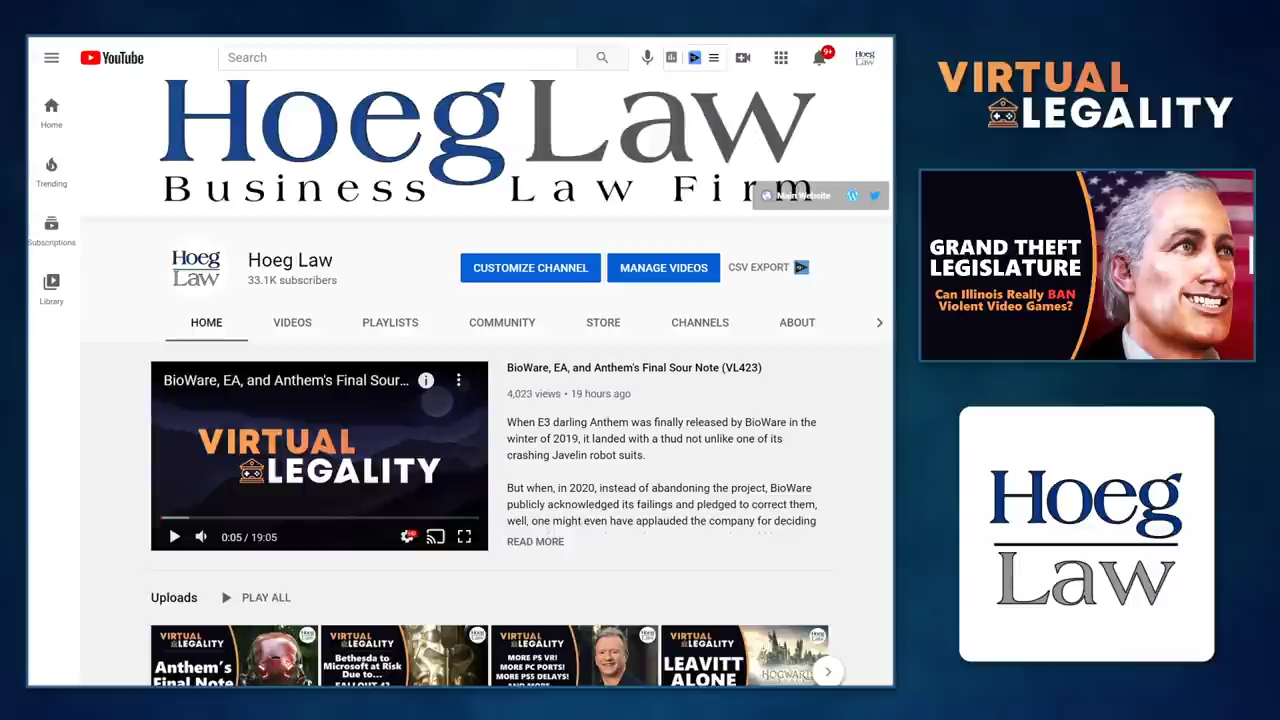 YouTube
Search
9+
Hoeg
Law
Home
Trending
Subscriptions
Library
Hoeg Law
Business Law Firm
Main Website
Hoeg
Law
Hoeg Law
33.1K subscribers
CUSTOMIZE CHANNEL
MANAGE VIDEOS
CSV EXPORT
HOME
VIDEOS
PLAYLISTS
COMMUNITY
STORE
CHANNELS
ABOUT
BioWare, EA, and Anthem's Final Sour...
VIRTUAL
LEGALITY
0:05 / 19:05
BioWare, EA, and Anthem's Final Sour Note (VL423)
4,023 views • 19 hours ago
When E3 darling Anthem was finally released by BioWare in the
winter of 2019, it landed with a thud not unlike one of its
crashing Javelin robot suits.
But when, in 2020, instead of abandoning the project, BioWare
publicly acknowledged its failings and pledged to correct them,
well, one might even have applauded the company for deciding
READ MORE
Uploads
PLAY ALL
VIRTUAL
LEGALITY
Anthem's
Final Note
VIRTUAL
LEGALITY
Bethesda to
Microsoft at Risk
Due to...
VIRTUAL
LEGALITY
MORE PS VR!
MORE PC PORTS!
MORE PS5 DELAYS!
VIRTUAL
LEGALITY
LEAVITT
ALONE
HOGWARTS
VIRTUAL
LEGALITY
GRAND THEFT
LEGISLATURE
Can Illinois Really BAN
Violent Video Games?
Hoeg
Law